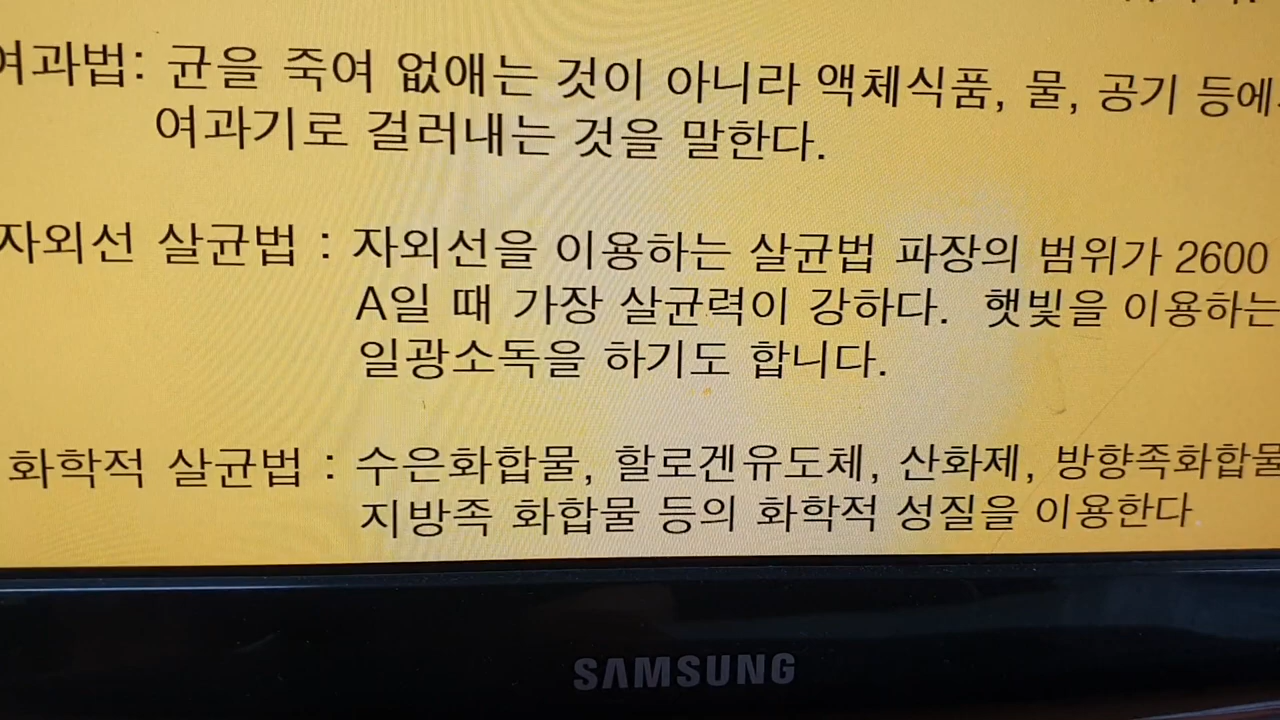 여과법: 균을 죽여 없애는 것이 아니라 액체식품, 물, 공기 등에서
여과기로 걸러내는 것을 말한다.
자외선 살균법 : 자외선을 이용하는 살균법 파장의 범위가 2600
A일 때 가장 살균력이 강하다. 햇빛을 이용하는
일광소독을 하기도 합니다.
화학적 살균법 : 수은화합물, 할로겐유도체, 산화제, 방향족화합물
지방족 화합물 등의 화학적 성질을 이용한다
SAMSUNG